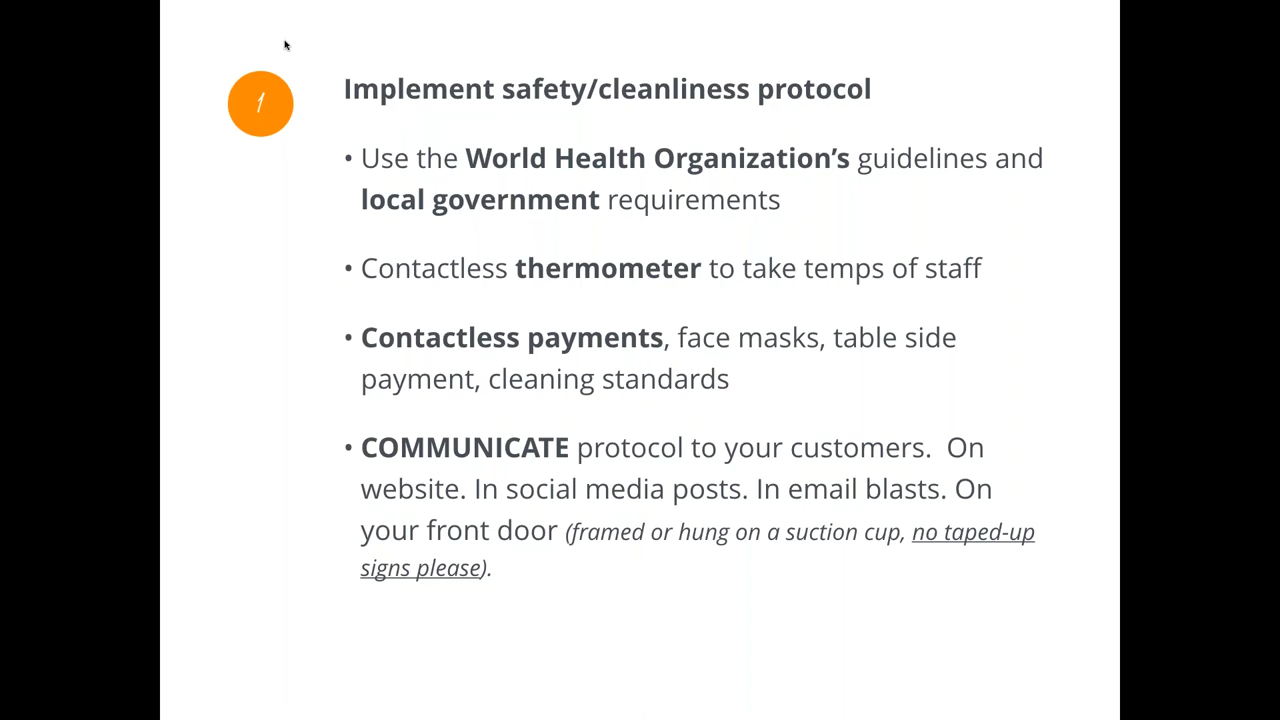 1
Implement safety/cleanliness protocol
• Use the World Health Organization’s guidelines and
local government requirements
• Contactless thermometer to take temps of staff
• Contactless payments, face masks, table side
payment, cleaning standards
• COMMUNICATE protocol to your customers.  On
website. In social media posts. In email blasts. On
your front door (framed or hung on a suction cup, no taped-up
signs please).